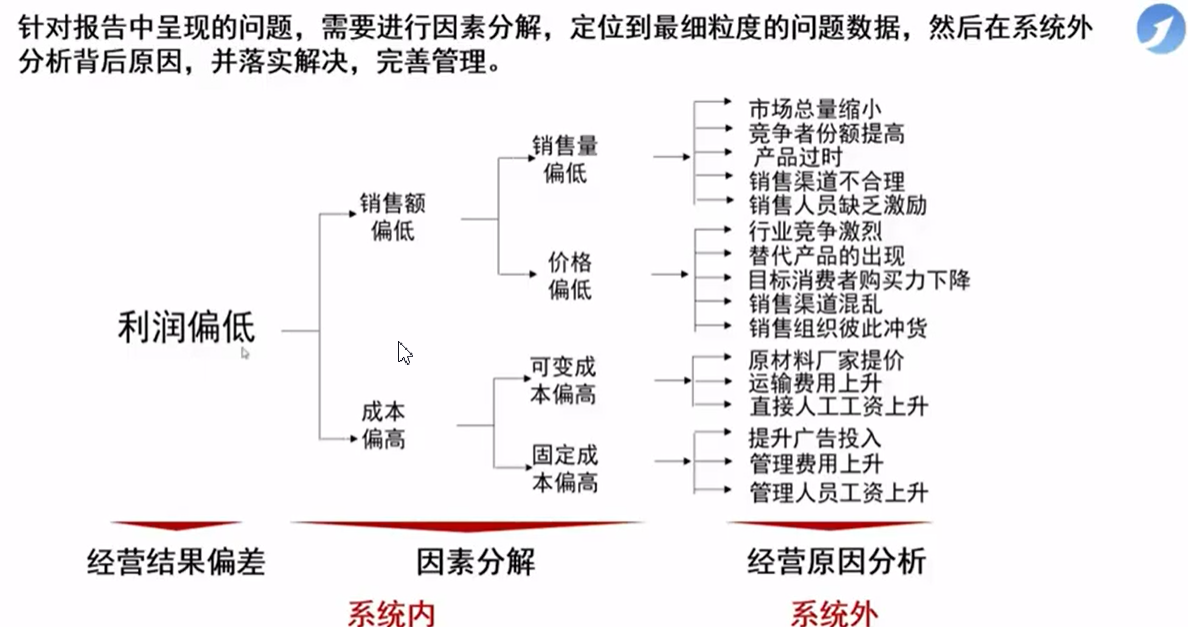 针对报告中呈现的问题，需要进行因素分解，定位到最细粒度的问题数据，然后在系统外
分析背后原因，并落实解决，完善管理。
利润偏低
销售额
偏低
成本
偏高
销售量
偏低
价格
偏低
可变成
本偏高
固定成
本偏高
市场总量缩小
竞争者份额提高
产品过时
销售渠道不合理
销售人员缺乏激励
行业竞争激烈
替代产品的出现
目标消费者购买力下降
销售渠道混乱
销售组织彼此冲货
原材料厂家提价
运输费用上升
直接人工工资上升
提升广告投入
管理费用上升
管理人员工资上升
经营结果偏差
因素分解
经营原因分析
系统内
系统外